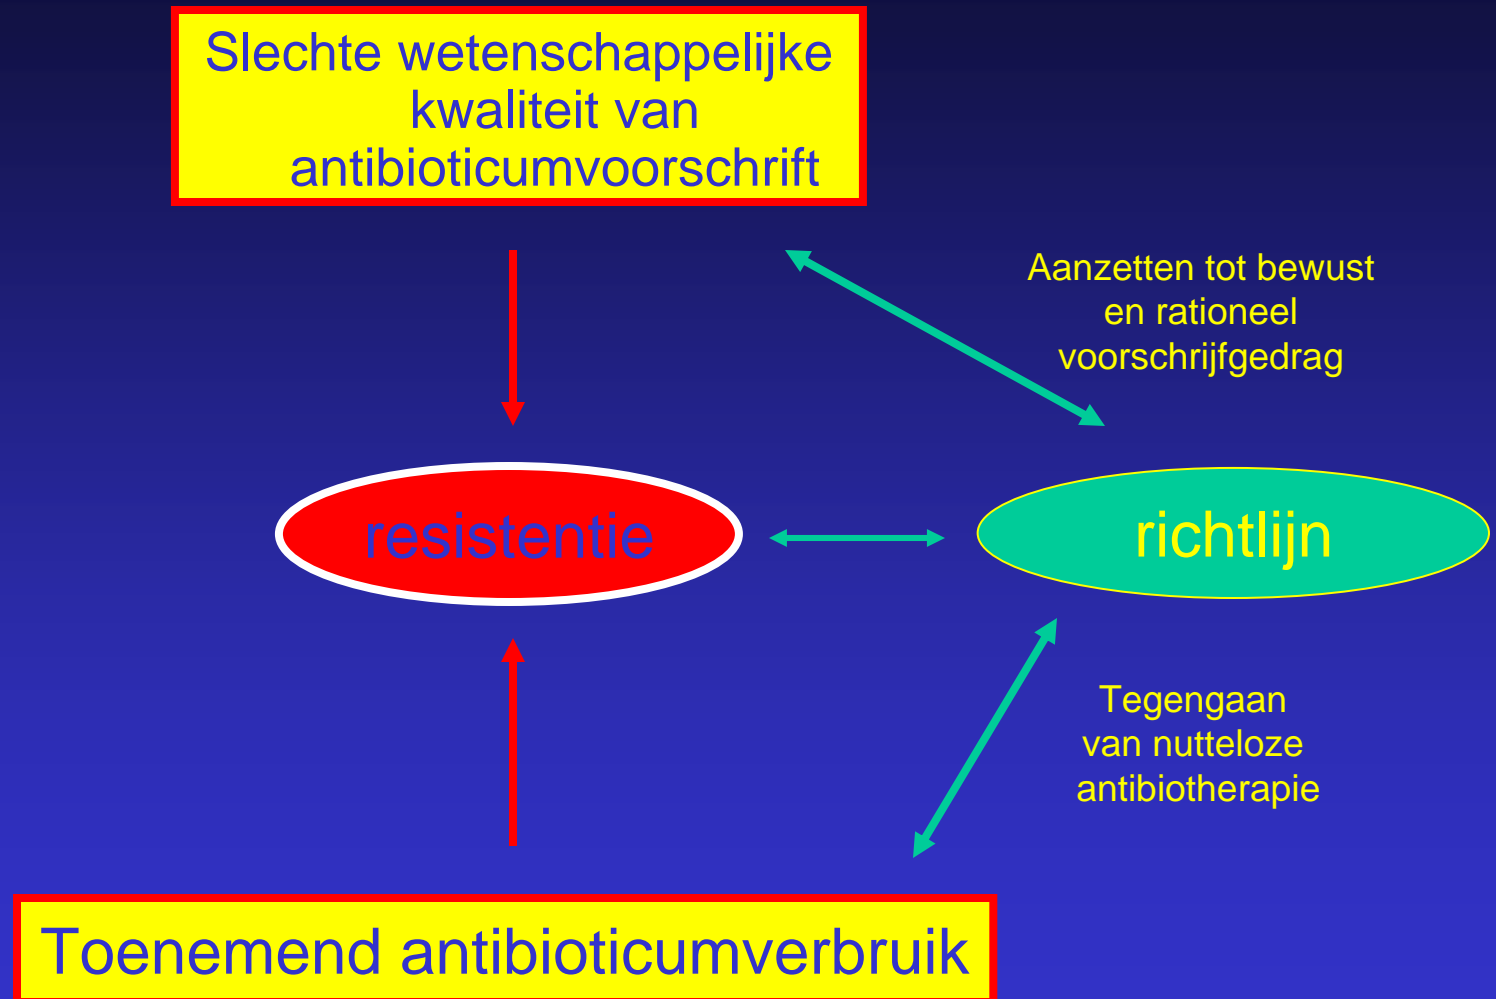 Slechte wetenschappelijke
kwaliteit van
antibioticumvoorschrift
Aanzetten tot bewust
en rationeel
voorschrijfgedrag
resistentie
richtlijn
Tegengaan
van nutteloze
antibiotherapie
Toenemend antibioticumverbruik